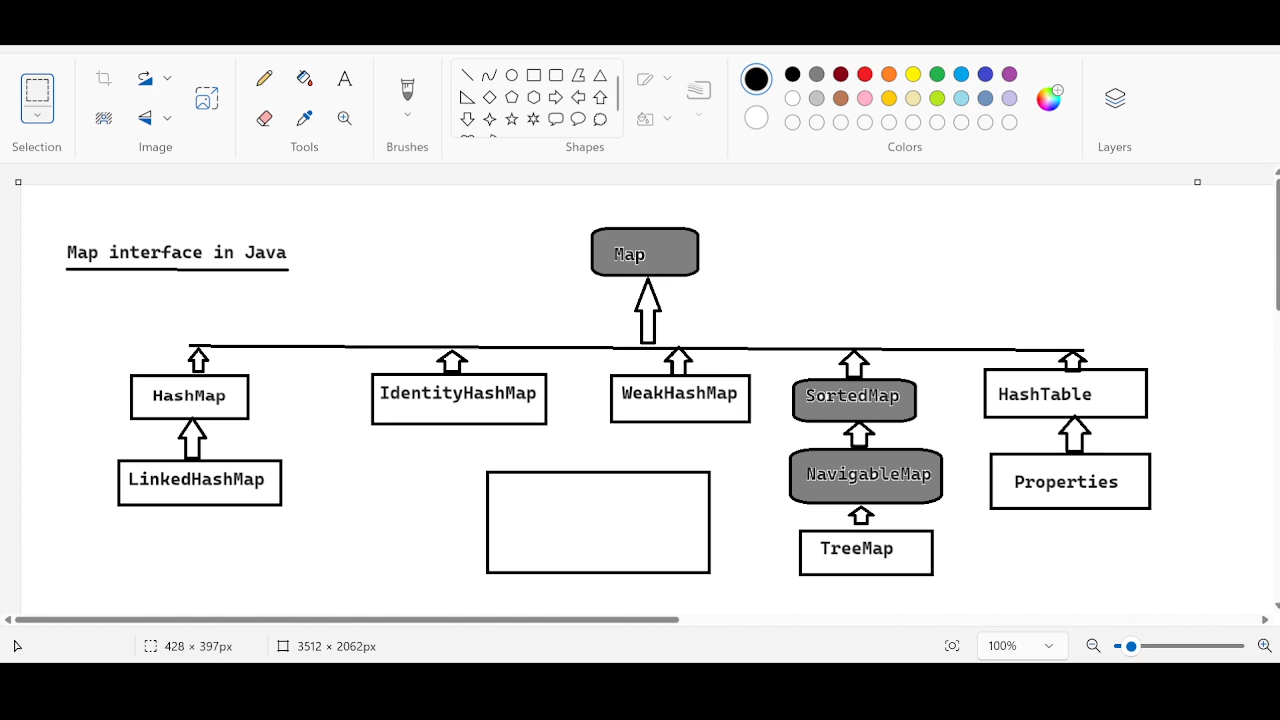 Selection
Image
Tools
Brushes
Shapes
Colors
Layers
Map interface in Java
Map
HashMap
IdentityHashMap
WeakHashMap
SortedMap
HashTable
LinkedHashMap
NavigableMap
Properties
TreeMap
428 × 397px
3512 × 2062px
100%